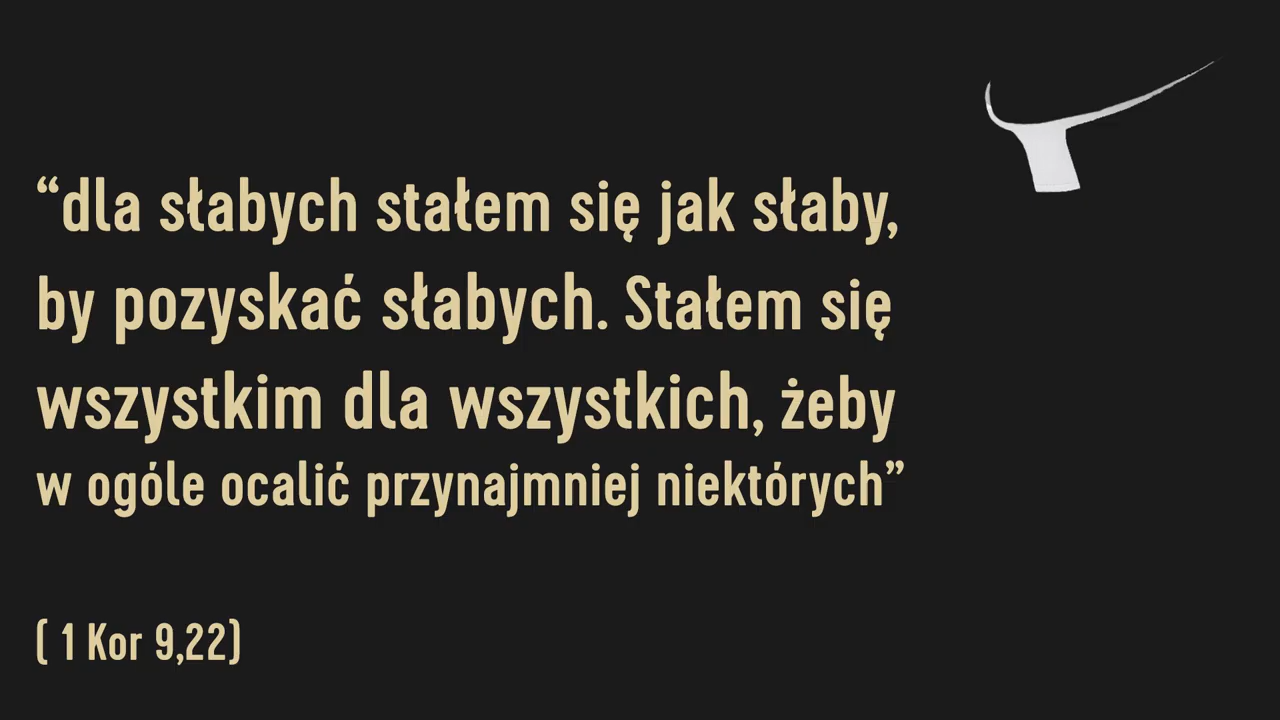 “dla słabych stałem się jak słaby,
by pozyskać słabych. Stałem się
wszystkim dla wszystkich, żeby
w ogóle ocalić przynajmniej niektórych”
( 1 Kor 9,22)